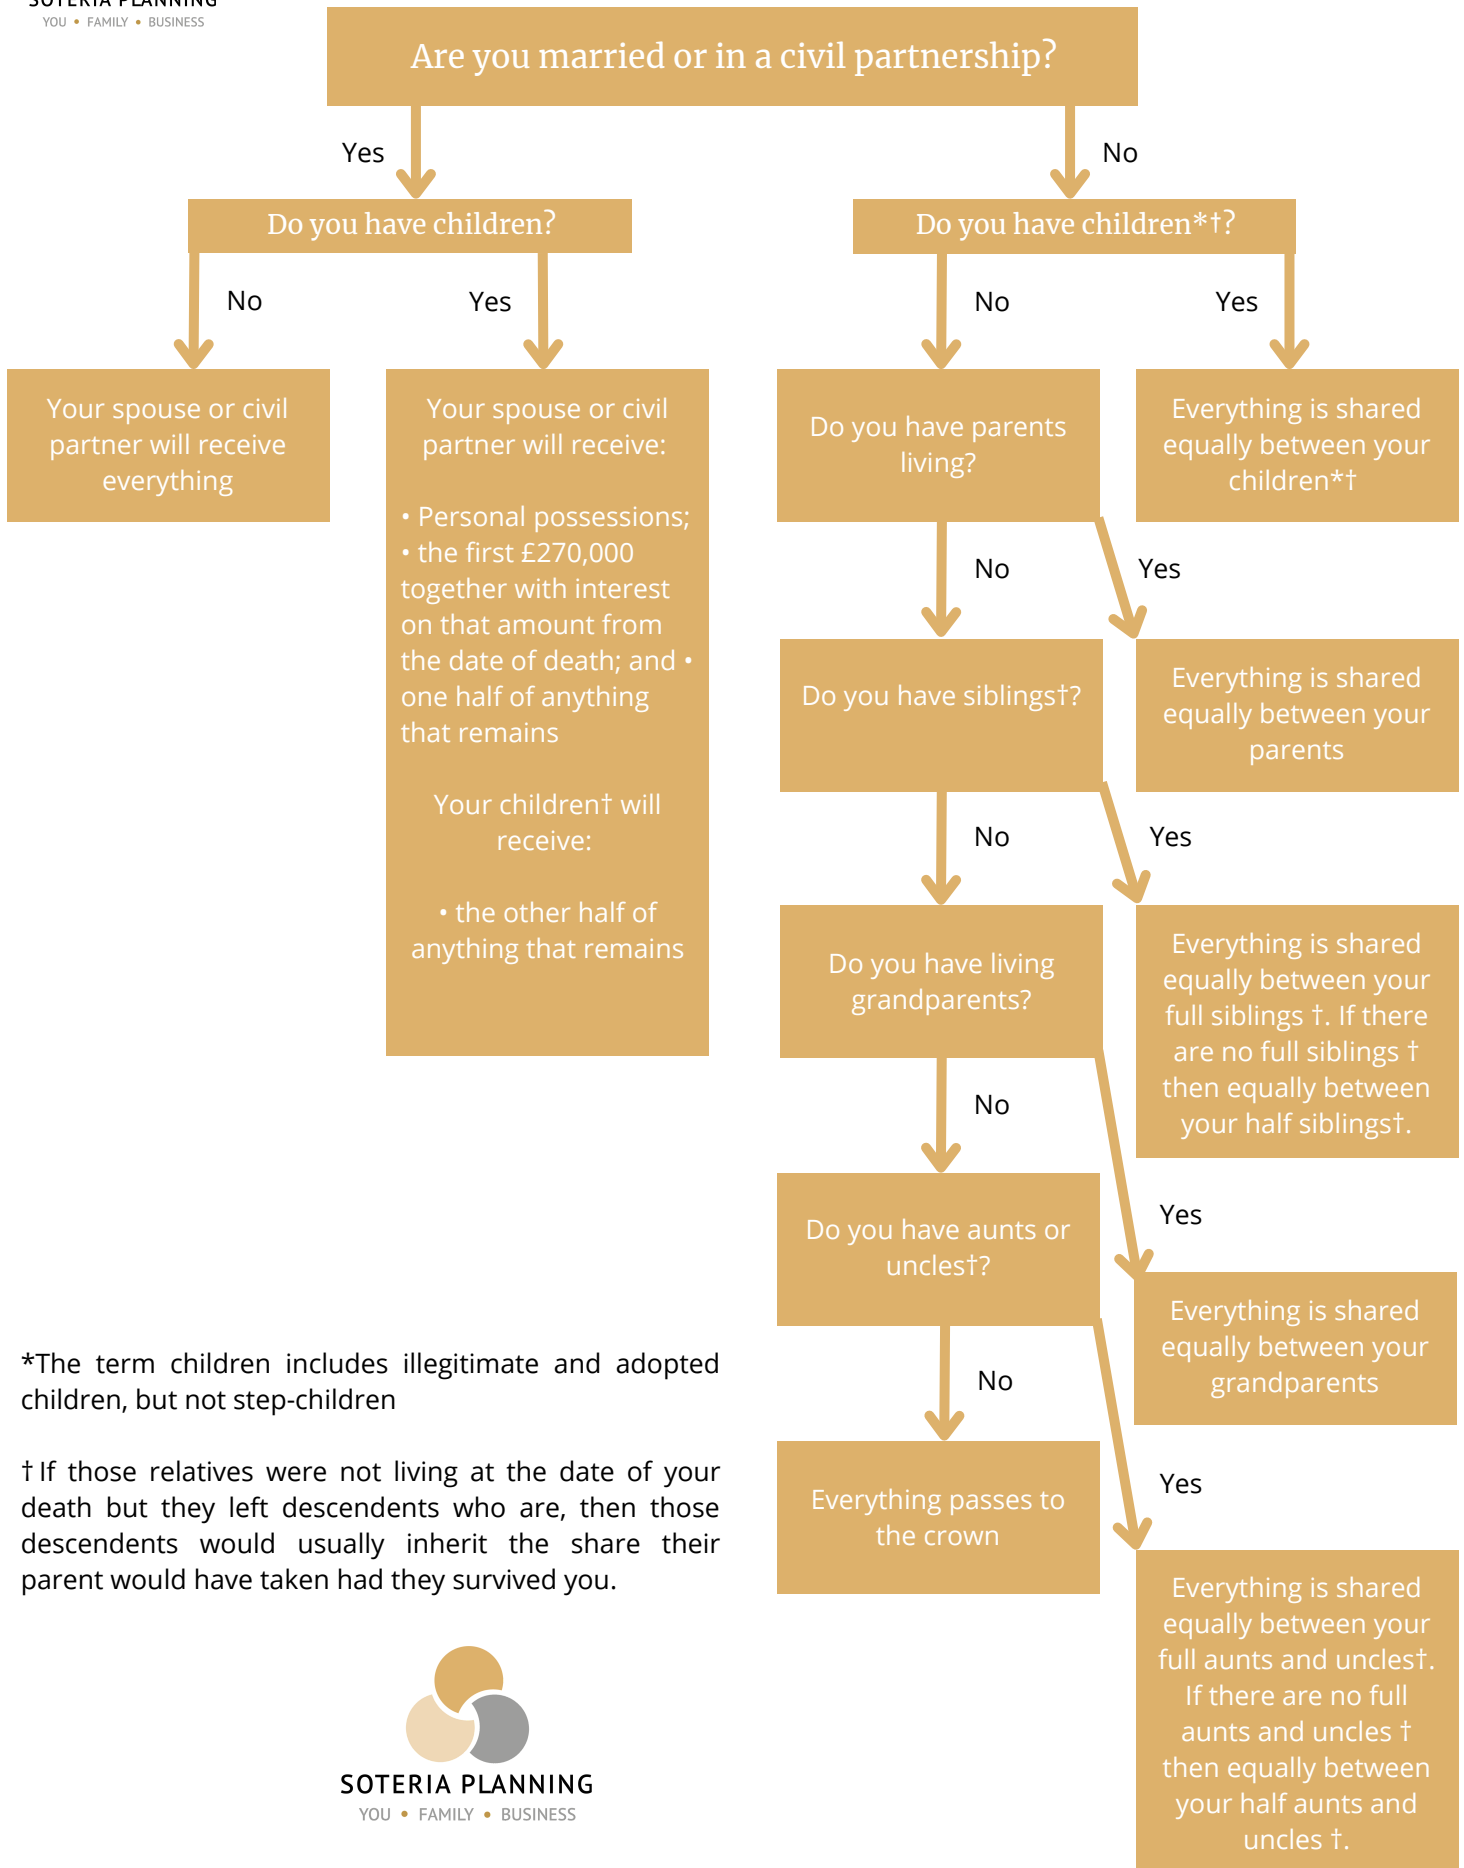 SOTERIA PLANNING
YOU • FAMILY • BUSINESS
Are you married or in a civil partnership?
Yes
No
Do you have children?
Do you have children*†?
No
Yes
No
Yes
Your spouse or civil
partner will receive
everything
Your spouse or civil
partner will receive:
• Personal possessions;
• the first £270,000
together with interest
on that amount from
the date of death; and •
one half of anything
that remains
Your children† will
receive:
• the other half of
anything that remains
Do you have parents
living?
Everything is shared
equally between your
children*†
No
Yes
Do you have siblings†?
Everything is shared
equally between your
parents
No
Yes
Do you have living
grandparents?
Everything is shared
equally between your
full siblings †. If there
are no full siblings †
then equally between
your half siblings†.
No
Yes
Do you have aunts or
uncles†?
Everything is shared
equally between your
grandparents
No
Yes
Everything passes to
the crown
Everything is shared
equally between your
full aunts and uncles†.
If there are no full
aunts and uncles †
then equally between
your half aunts and
uncles †.
*The term children includes illegitimate and adopted
children, but not step-children
† If those relatives were not living at the date of your
death but they left descendents who are, then those
descendents would usually inherit the share their
parent would have taken had they survived you.
SOTERIA PLANNING
YOU • FAMILY • BUSINESS